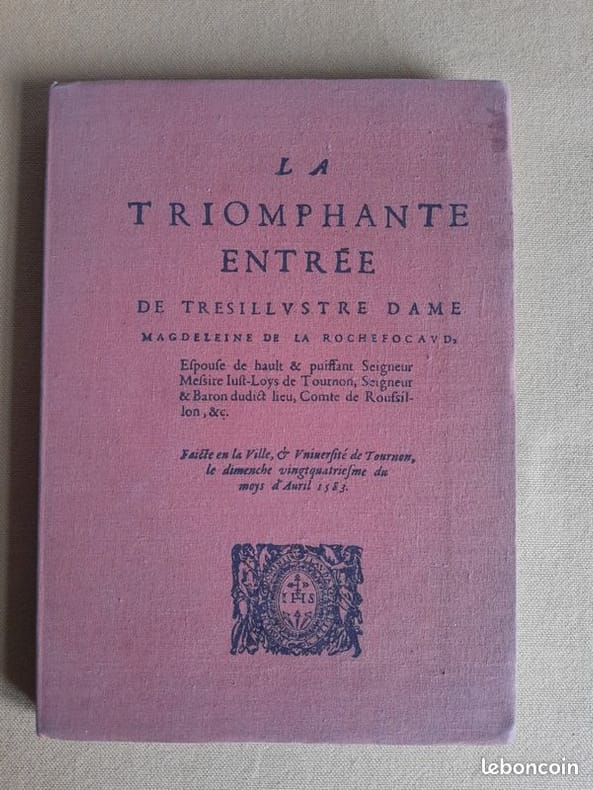 LA
TRIOMPHANTE
ENTRÉE
DE TRESILLVSTRE DAME
MAGDELEINE DE LA ROCHEFOCAVD,
Eſpouſe de hault & puiſſant Seigneur
Meſſire Iuſt-Loys de Tournon, Seigneur
& Baron dudict lieu, Comte de Rouſſil-
lon, &c.
Faicte en la Ville, & Vniuerſité de Tournon,
le dimenche vingtquatrieſme du
moys d'Auril 1583.
IHS
leboncoin